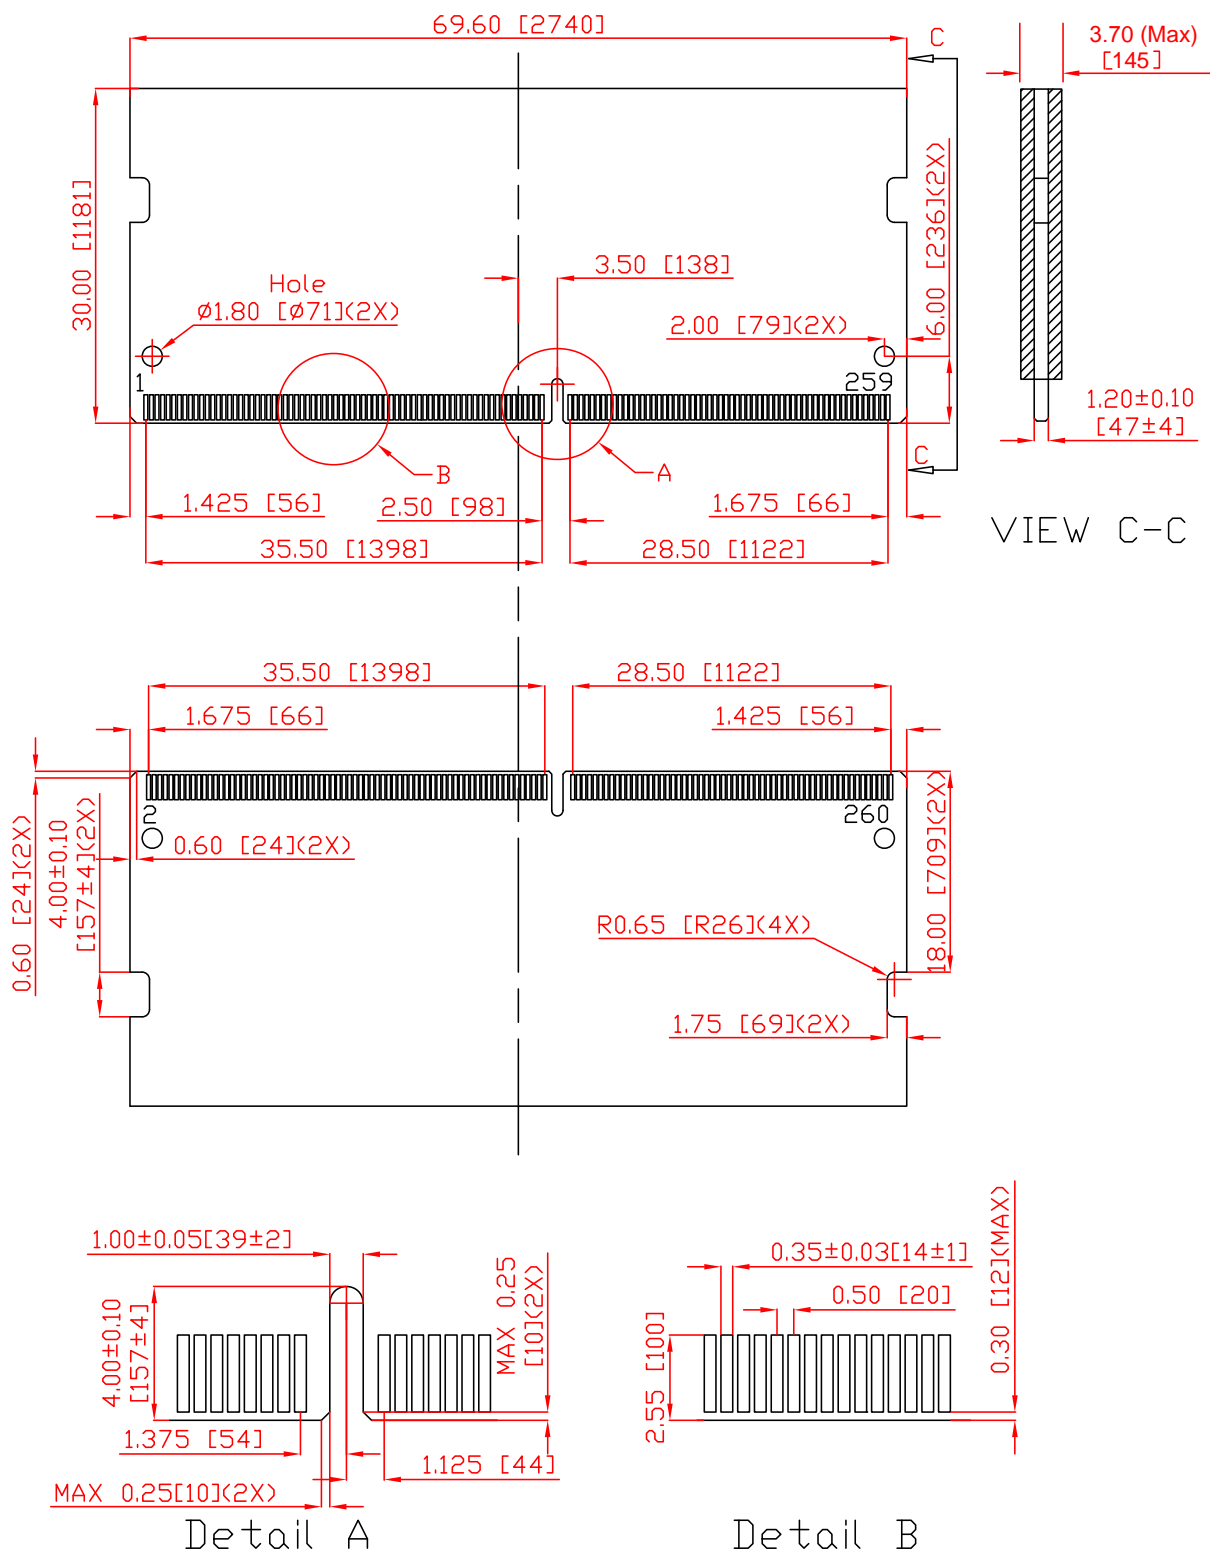 69.60 [2740]
C
3.70 (Max)
[145]
30.00 [1181]
6.00 [236](2X)
3.50 [138]
Hole
Ø1.80 [Ø71](2X)
2.00 [79](2X)
1
259
1.20±0.10
[47±4]
B
A
C
1.425 [56]
2.50 [98]
1.675 [66]
35.50 [1398]
28.50 [1122]
VIEW C-C
35.50 [1398]
28.50 [1122]
1.675 [66]
1.425 [56]
2
260
0.60 [24](2X)
4.00±0.10
[157±4](2X)
0.60 [24](2X)
18.00 [709](2X)
R0.65 [R26](4X)
1.75 [69](2X)
1.00±0.05[39±2]
4.00±0.10
[157±4]
MAX 0.25
[10](2X)
1.375 [54]
1.125 [44]
MAX 0.25[10](2X)
Detail A
0.35±0.03[14±1]
0.50 [20]
2.55 [100]
0.30 [12](MAX)
Detail B